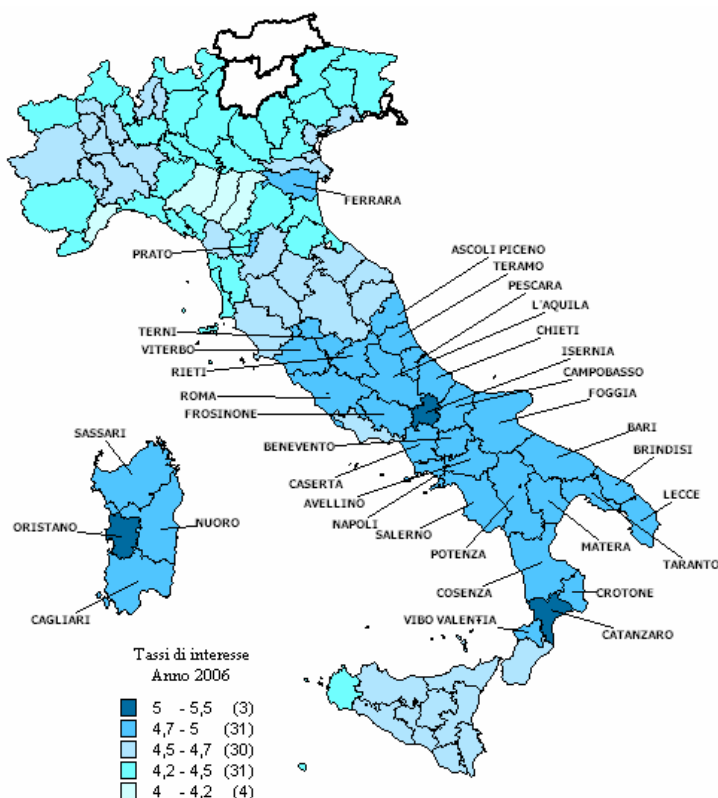 FERRARA
PRATO
ASCOLI PICENO
TERAMO
PESCARA
L'AQUILA
CHIETI
ISERNIA
CAMPOBASSO
FOGGIA
TERNI
VITERBO
RIETI
ROMA
FROSINONE
BENEVENTO
CASERTA
AVELLINO
NAPOLI
SALERNO
POTENZA
BARI
BRINDISI
LECCE
MATERA
TARANTO
SASSARI
ORISTANO
NUORO
CAGLIARI
COSENZA
CROTONE
VIBO VALENTIA
CATANZARO
Tassi di interesse
Anno 2006
5 - 5,5 (3)
4,7 - 5 (31)
4,5 - 4,7 (30)
4,2 - 4,5 (31)
4 - 4,2 (4)